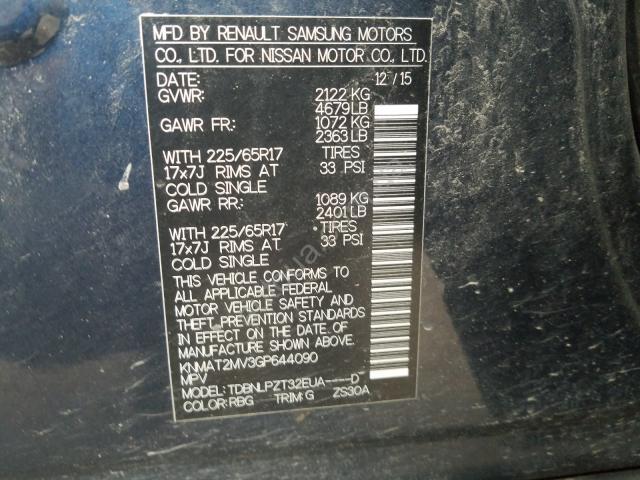 MFD BY RENAULT SAMSUNG MOTORS
CO., LTD. FOR NISSAN MOTOR CO., LTD.
DATE: 12/15
GVWR: 2122 KG
4679 LB
GAWR FR: 1072 KG
2363 LB
WITH 225/65R17 TIRES
17x7J RIMS AT 33 PSI
COLD SINGLE
GAWR RR: 1089 KG
2401 LB
WITH 225/65R17 TIRES
17x7J RIMS AT 33 PSI
COLD SINGLE
THIS VEHICLE CONFORMS TO
ALL APPLICABLE FEDERAL
MOTOR VEHICLE SAFETY AND
THEFT PREVENTION STANDARDS
IN EFFECT ON THE DATE OF
MANUFACTURE SHOWN ABOVE.
KNMAT2MV3GP644090
MPV
MODEL: TDBNLPZT32EUA----D
COLOR: RBG TRIM: G ZS30A